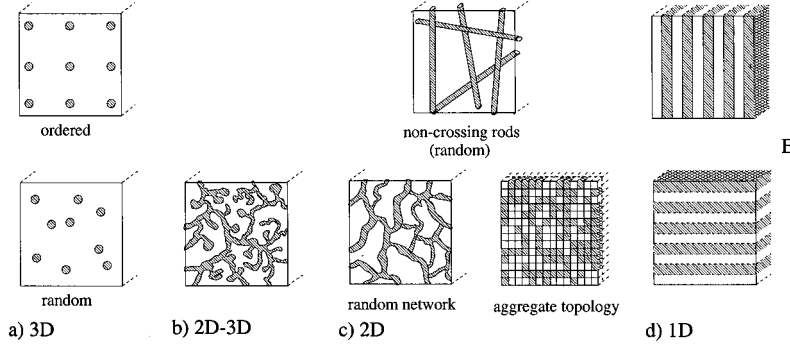 ordered
non-crossing rods
(random)
E
random
random network
aggregate topology
a) 3D
b) 2D-3D
c) 2D
d) 1D